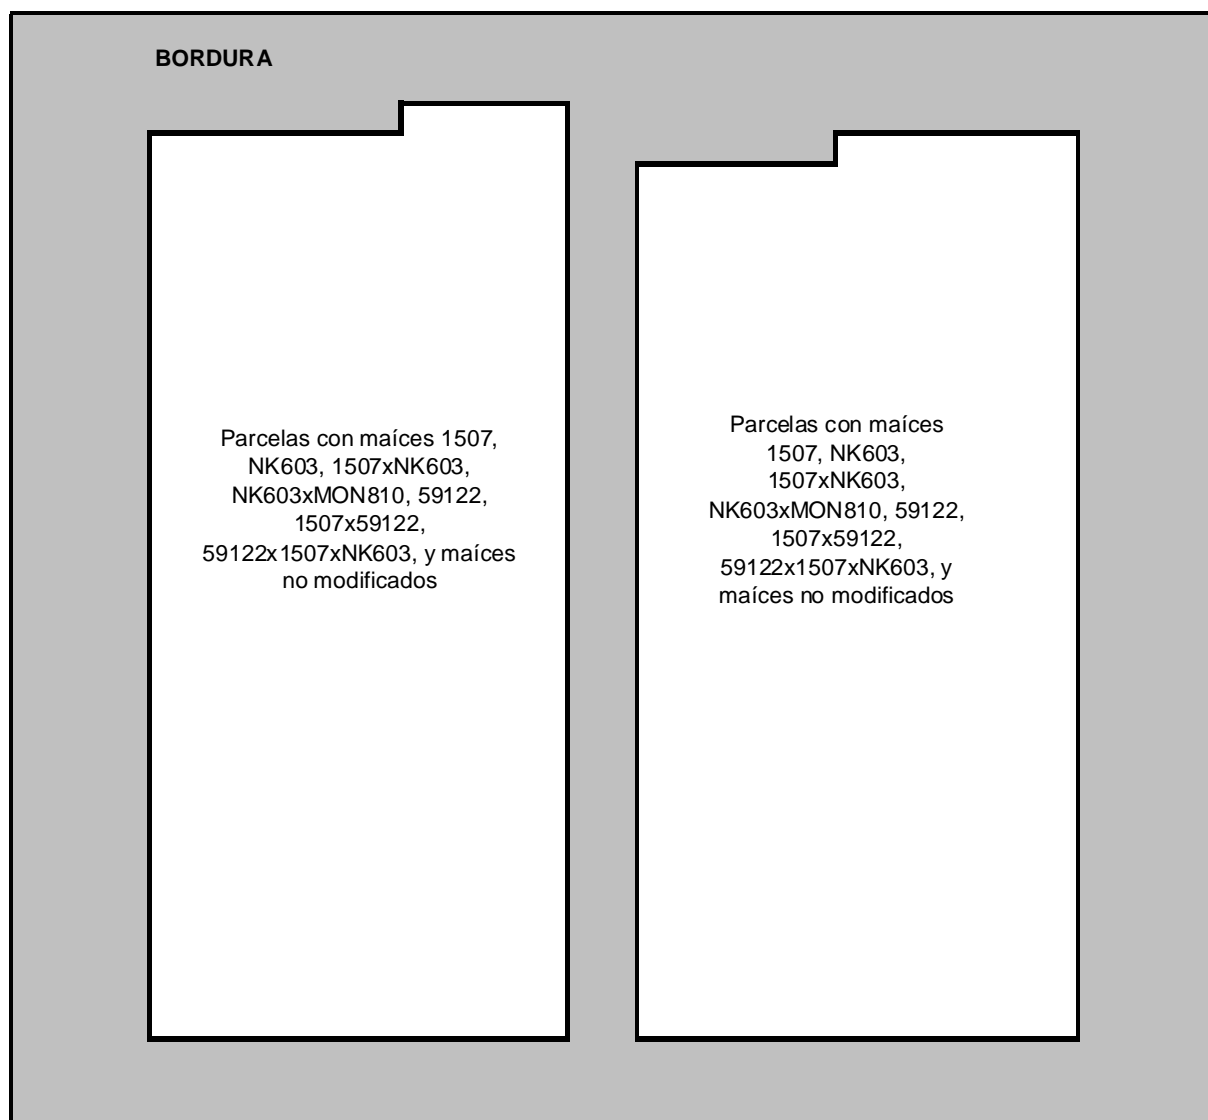 BORDURA
Parcelas con maíces 1507,
NK603, 1507xNK603,
NK603xMON810, 59122,
1507x59122,
59122x1507xNK603, y maíces
no modificados
Parcelas con maíces
1507, NK603,
1507xNK603,
NK603xMON810, 59122,
1507x59122,
59122x1507xNK603, y
maíces no modificados